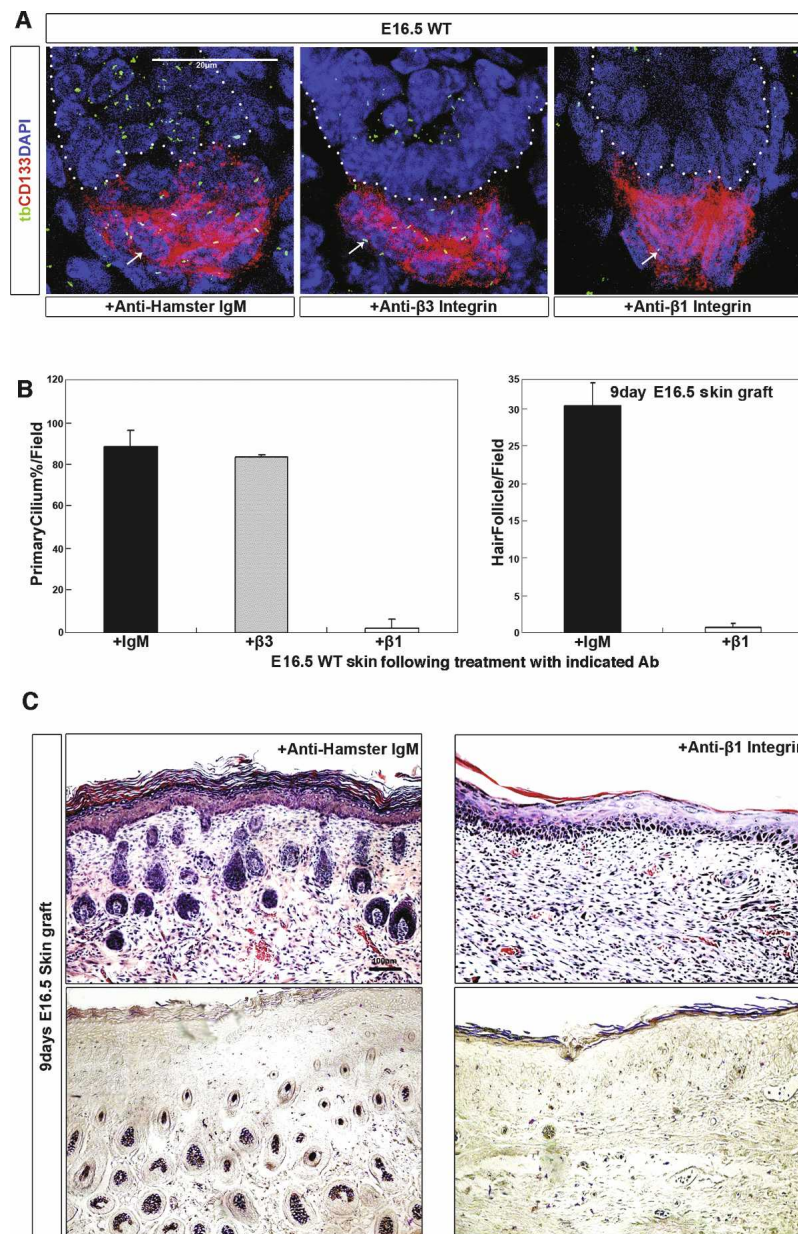 A
E16.5 WT
tbCD133DAPI
20µm
+Anti-Hamster IgM
+Anti-β3 Integrin
+Anti-β1 Integrin
B
PrimaryCilium%/Field
120
100
80
60
40
20
0
+IgM
+β3
+β1
HairFollicle/Field
9day E16.5 skin graft
35
30
25
20
15
10
5
0
+IgM
+β1
E16.5 WT skin following treatment with indicated Ab
C
9days E16.5 Skin graft
+Anti-Hamster IgM
+Anti-β1 Integrin
100µm